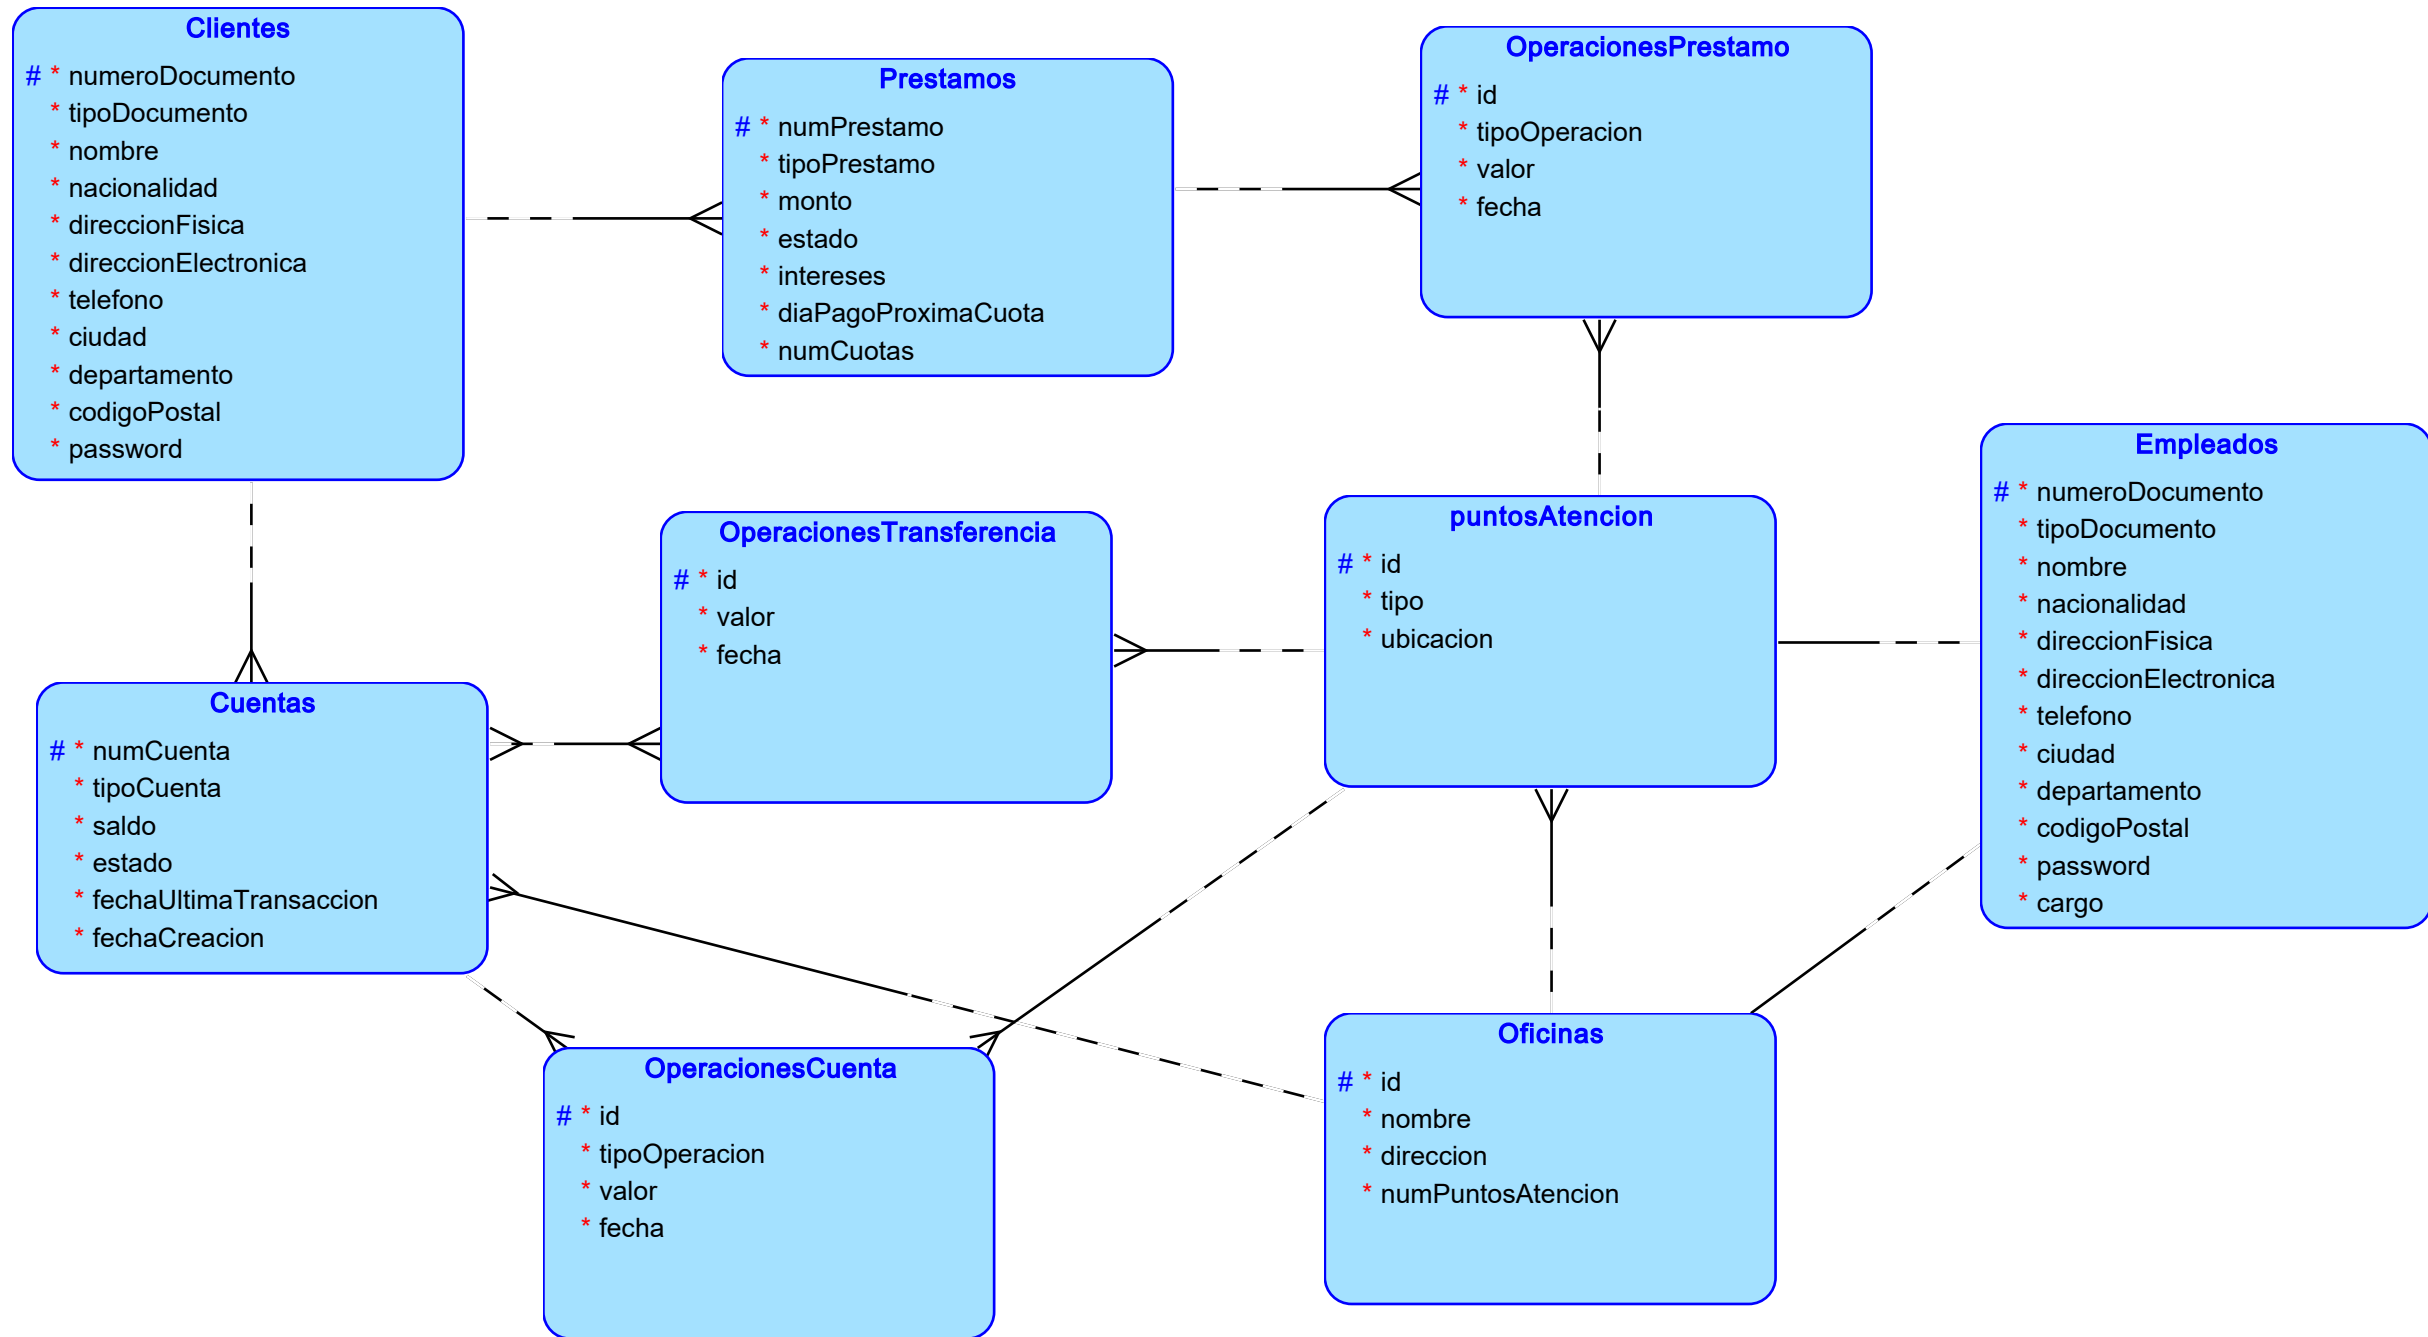 Clientes
# * numeroDocumento
* tipoDocumento
* nombre
* nacionalidad
* direccionFisica
* direccionElectronica
* telefono
* ciudad
* departamento
* codigoPostal
* password
Prestamos
# * numPrestamo
* tipoPrestamo
* monto
* estado
* intereses
* diaPagoProximaCuota
* numCuotas
OperacionesPrestamo
# * id
* tipoOperacion
* valor
* fecha
Empleados
# * numeroDocumento
* tipoDocumento
* nombre
* nacionalidad
* direccionFisica
* direccionElectronica
* telefono
* ciudad
* departamento
* codigoPostal
* password
* cargo
OperacionesTransferencia
# * id
* valor
* fecha
puntosAtencion
# * id
* tipo
* ubicacion
Cuentas
# * numCuenta
* tipoCuenta
* saldo
* estado
* fechaUltimaTransaccion
* fechaCreacion
OperacionesCuenta
# * id
* tipoOperacion
* valor
* fecha
Oficinas
# * id
* nombre
* direccion
* numPuntosAtencion